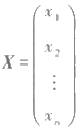 X = ( x₁
x₂
⋮
xₙ )